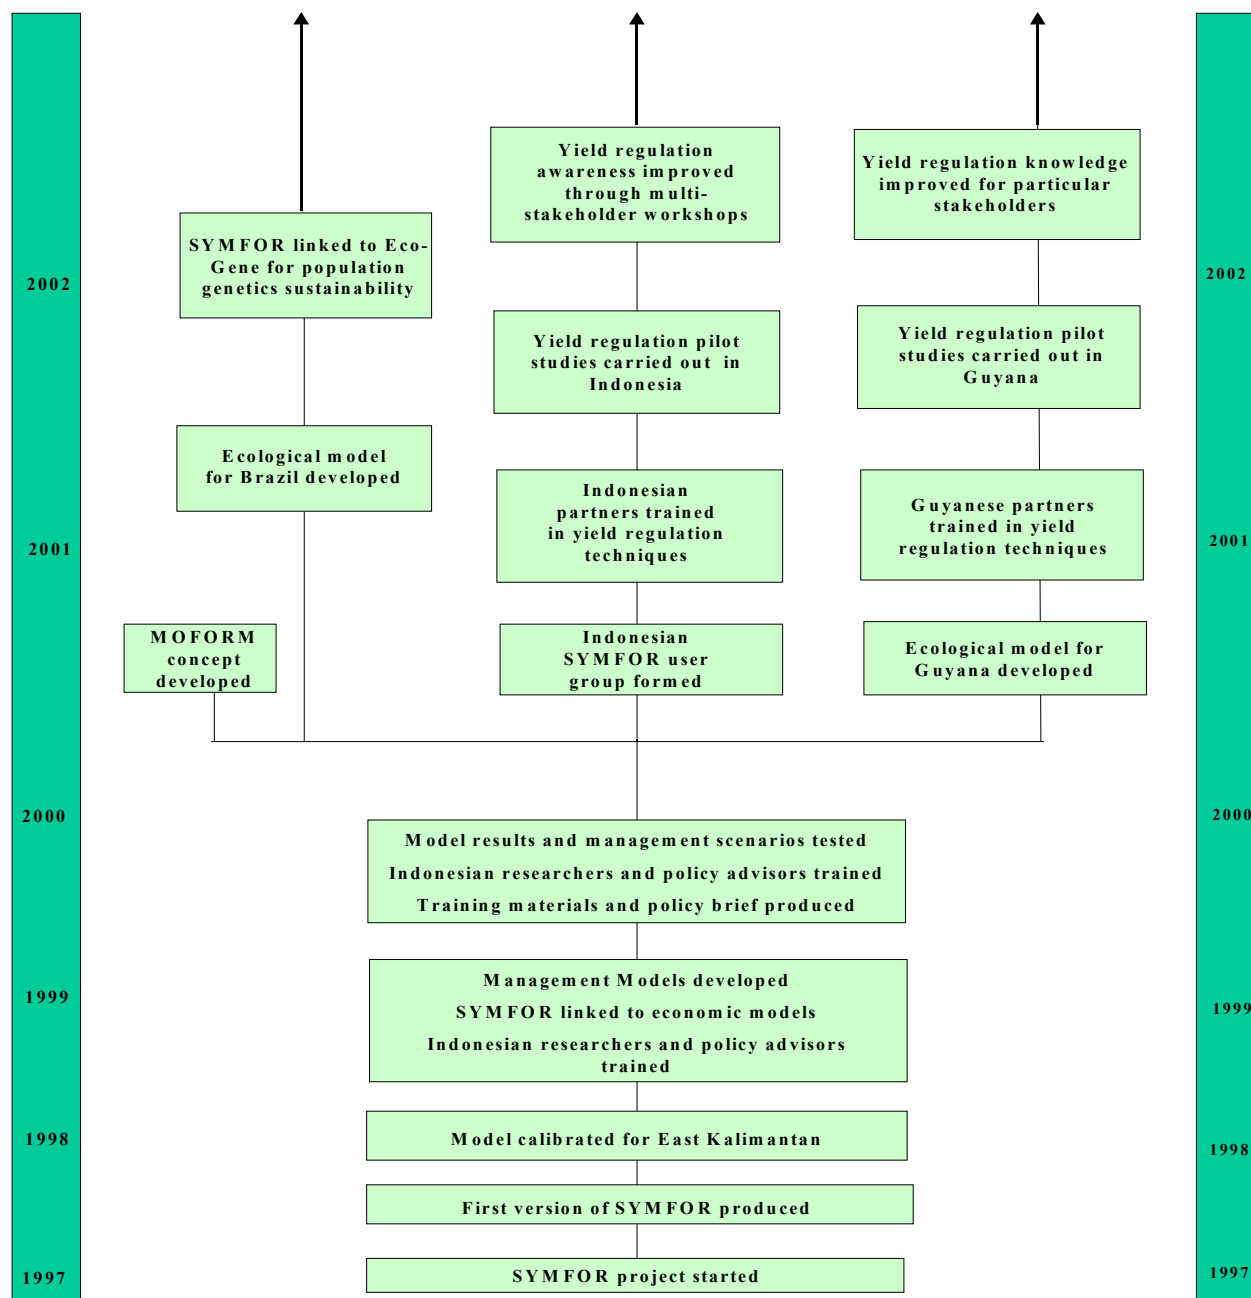 Yield regulation
awareness improved
through multi-
stakeholder workshops
Yield regulation knowledge
improved for particular
stakeholders
SYMFOR linked to Eco-
Gene for population
genetics sustainability
2002
2002
Yield regulation pilot
studies carried out in
Indonesia
Yield regulation pilot
studies carried out in
Guyana
Ecological model
for Brazil developed
Indonesian
partners trained
in yield regulation
techniques
Guyanese partners
trained in yield
regulation techniques
2001
2001
MOFORM
concept
developed
Indonesian
SYMFOR user
group formed
Ecological model for
Guyana developed
2000
2000
Model results and management scenarios tested
Indonesian researchers and policy advisors trained
Training materials and policy brief produced
1999
1999
Management Models developed
SYMFOR linked to economic models
Indonesian researchers and policy advisors
trained
1998
1998
Model calibrated for East Kalimantan
First version of SYMFOR produced
1997
1997
SYMFOR project started